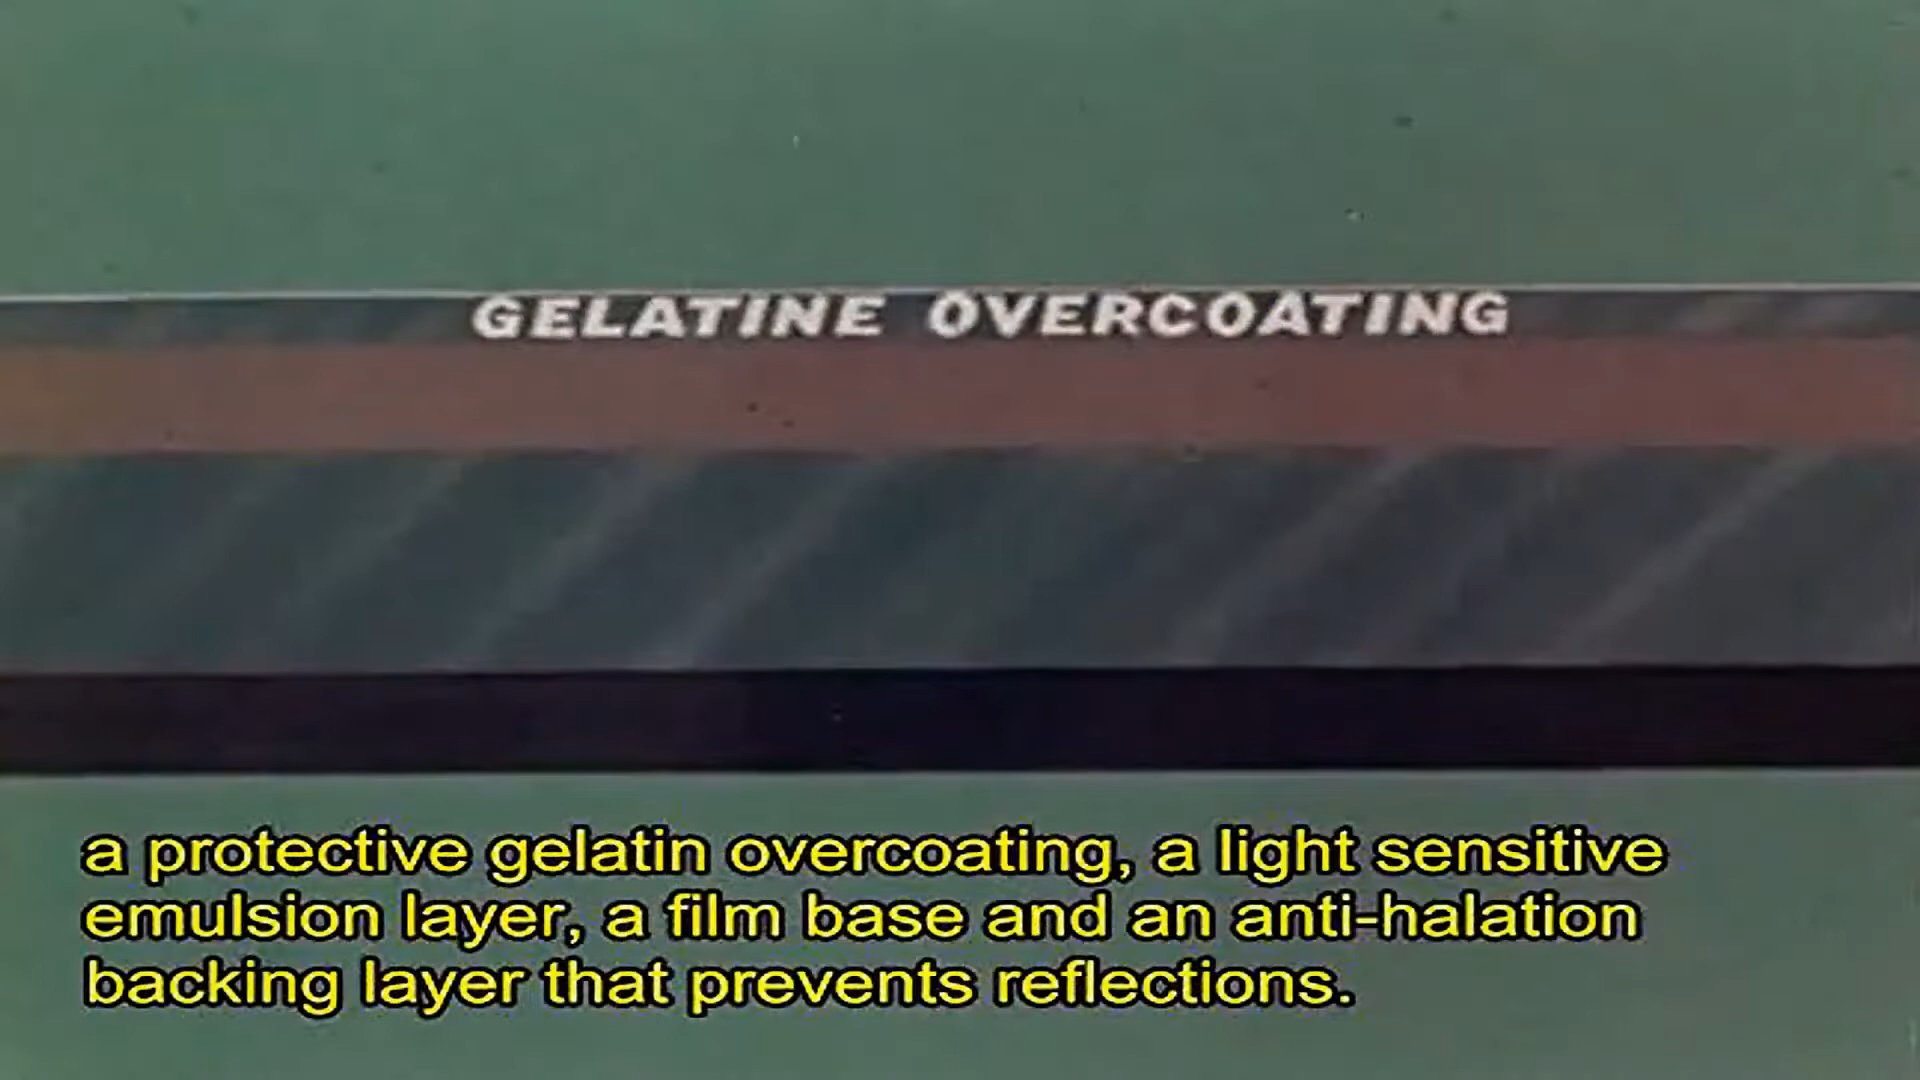 GELATINE OVERCOATING
a protective gelatin overcoating, a light sensitive
emulsion layer, a film base and an anti-halation
backing layer that prevents reflections.